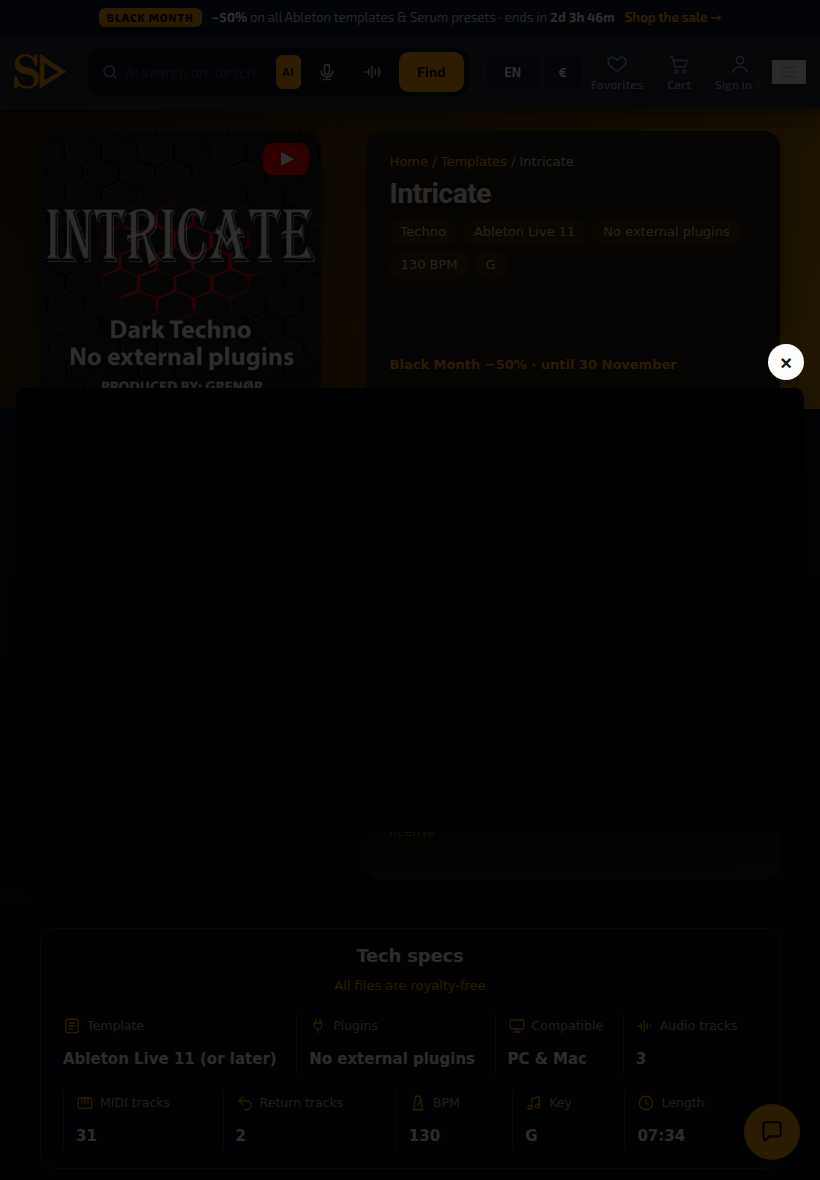 BLACK MONTH −50% on all Ableton templates & Serum presets · ends in 2d 3h 46m Shop the sale →
AI Find EN € Favorites Cart Sign in
INTRICATE
Dark Techno
No external plugins
PRODUCED BY: GRENØR
Home / Templates / Intricate
Intricate
Techno Ableton Live 11 No external plugins
130 BPM G
Black Month −50% · until 30 November
×
Tech specs
All files are royalty-free
Template Plugins Compatible Audio tracks
Ableton Live 11 (or later) No external plugins PC & Mac 3
MIDI tracks Return tracks BPM Key Length
31 2 130 G 07:34